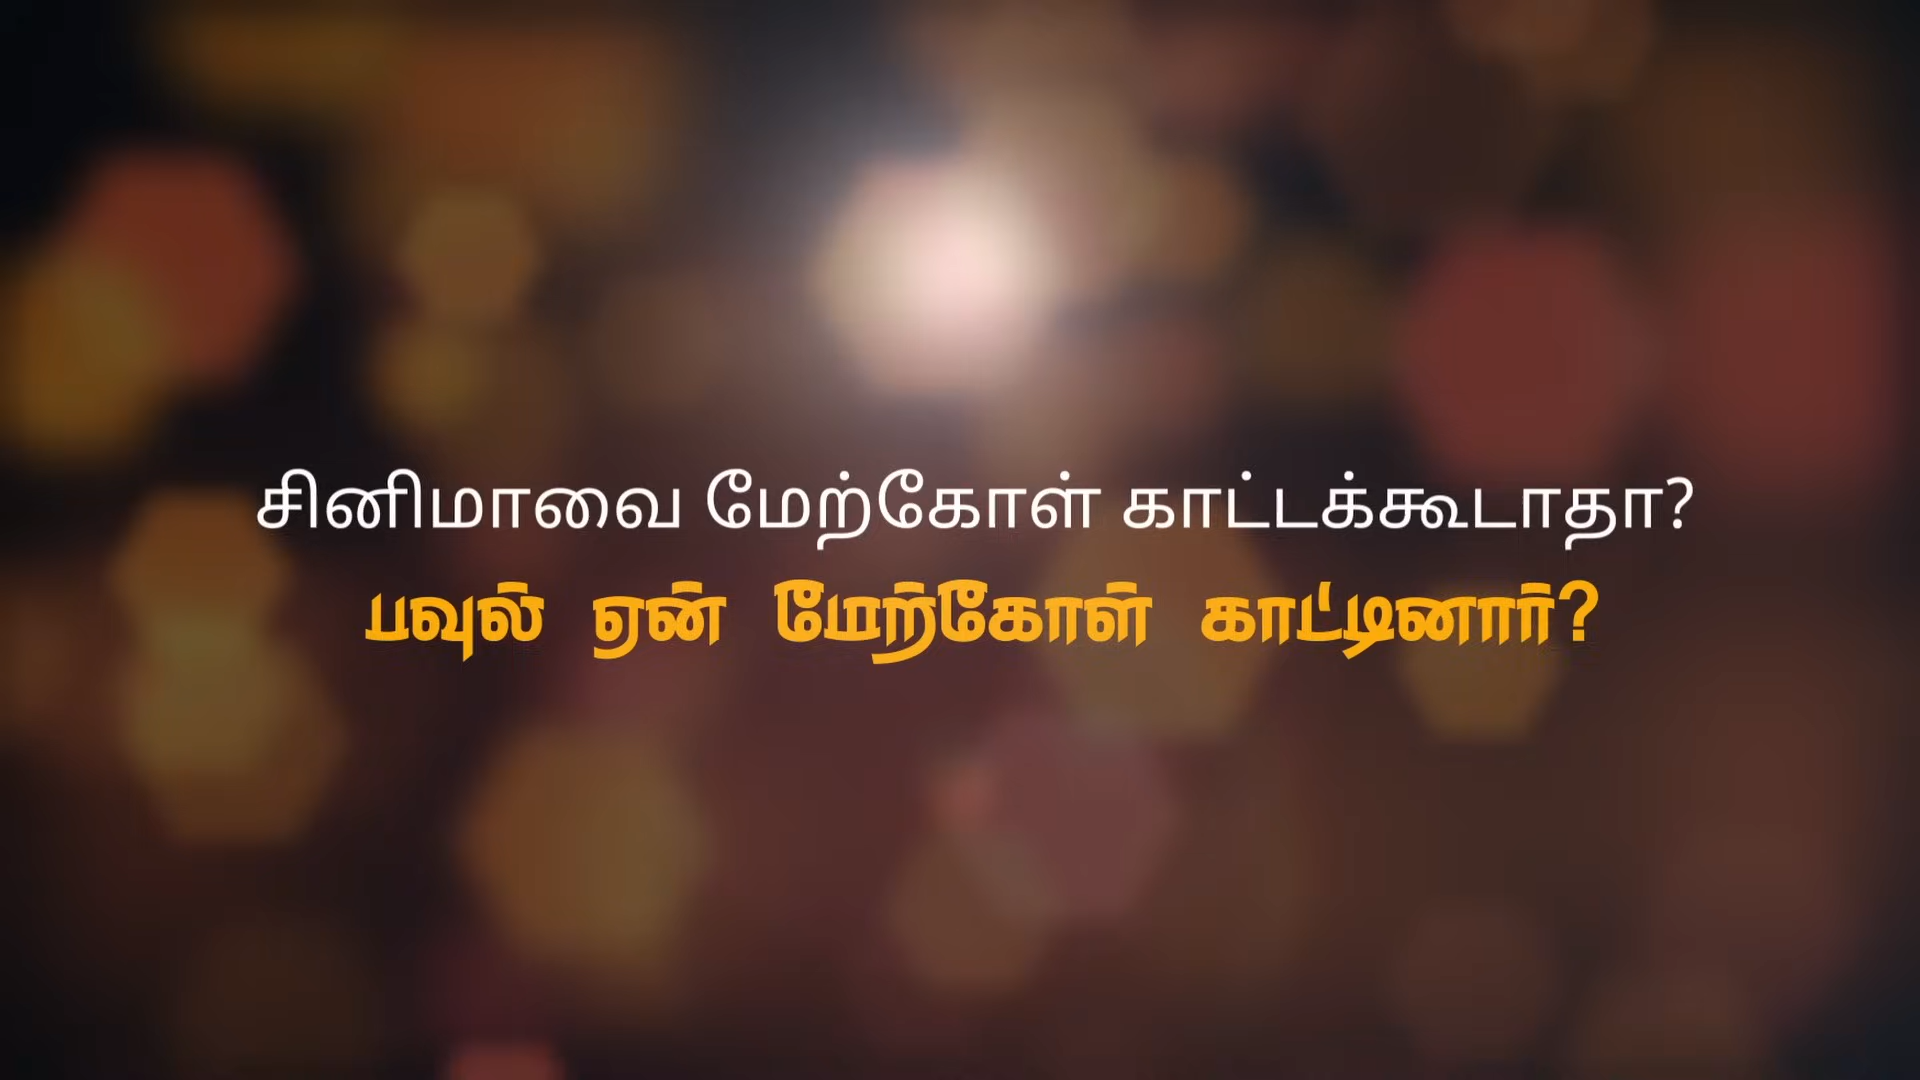 சினிமாவை மேற்கோள் காட்டக்கூடாதா?
பவுல் ஏன் மேற்கோள் காட்டினார்?